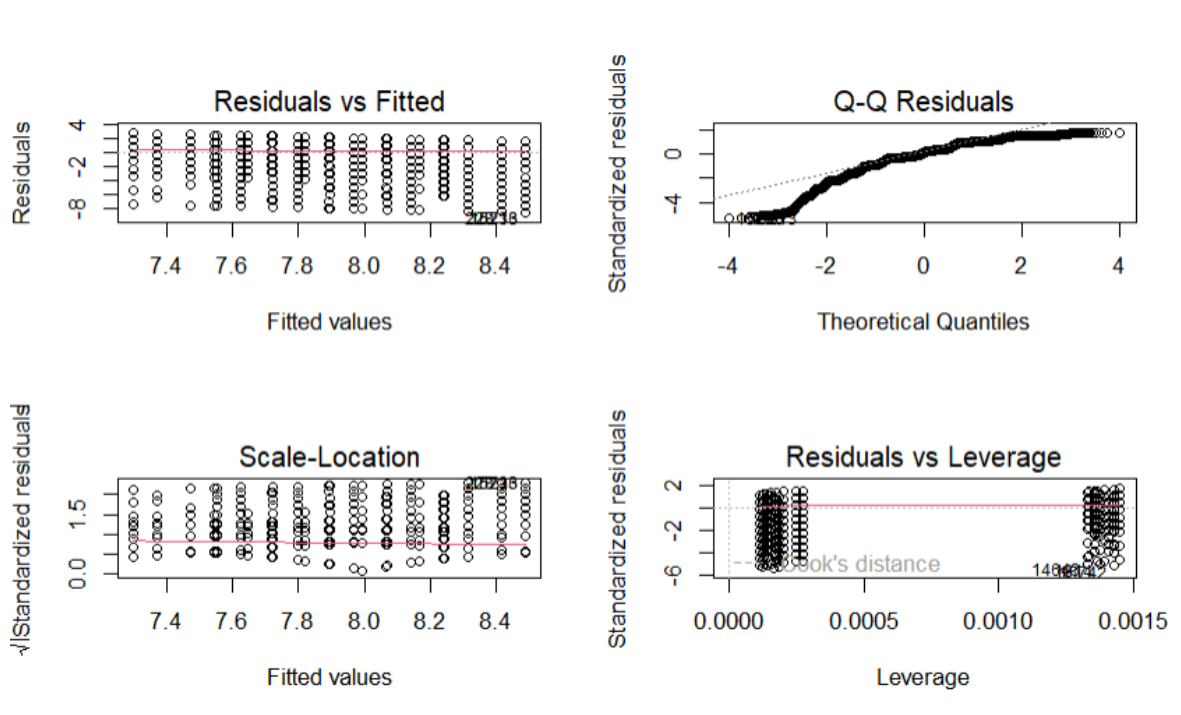 Residuals vs Fitted
Residuals
4
-2
-8
7.4 7.6 7.8 8.0 8.2 8.4
Fitted values
Q-Q Residuals
Standardized residuals
0
-4
-4 -2 0 2 4
Theoretical Quantiles
Scale-Location
√|Standardized residuals|
1.5
0.0
7.4 7.6 7.8 8.0 8.2 8.4
Fitted values
Residuals vs Leverage
Standardized residuals
2
-2
-6
Cook's distance
0.0000 0.0005 0.0010 0.0015
Leverage